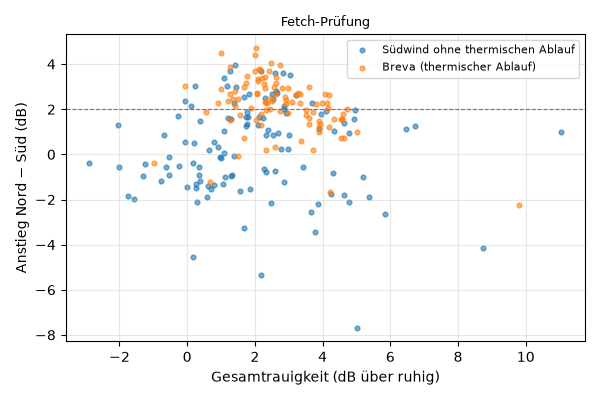 Fetch-Prüfung
Südwind ohne thermischen Ablauf
Breva (thermischer Ablauf)
Anstieg Nord − Süd (dB)
4
2
0
−2
−4
−6
−8
−2
0
2
4
6
8
10
Gesamtrauigkeit (dB über ruhig)